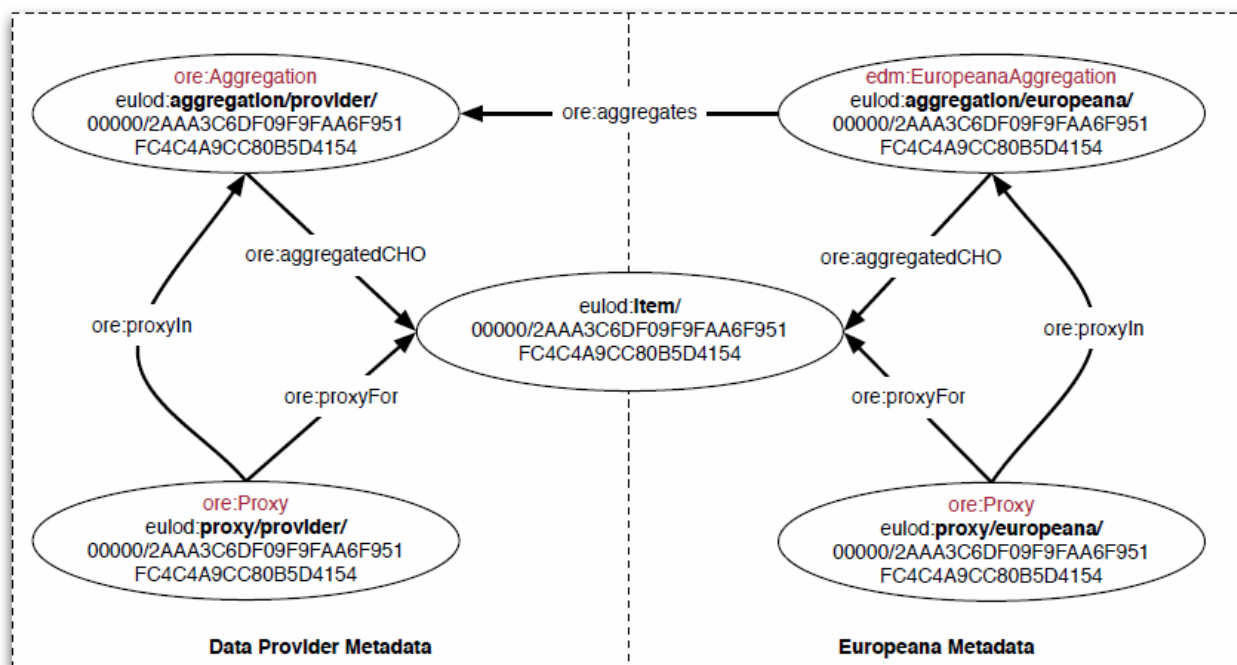 ore:Aggregation
eulod:aggregation/provider/
00000/2AAA3C6DF09F9FAA6F951
FC4C4A9CC80B5D4154
ore:aggregates
edm:EuropeanaAggregation
eulod:aggregation/europeana/
00000/2AAA3C6DF09F9FAA6F951
FC4C4A9CC80B5D4154
ore:aggregatedCHO
ore:aggregatedCHO
ore:proxyIn
eulod:item/
00000/2AAA3C6DF09F9FAA6F951
FC4C4A9CC80B5D4154
ore:proxyIn
ore:proxyFor
ore:proxyFor
ore:Proxy
eulod:proxy/provider/
00000/2AAA3C6DF09F9FAA6F951
FC4C4A9CC80B5D4154
ore:Proxy
eulod:proxy/europeana/
00000/2AAA3C6DF09F9FAA6F951
FC4C4A9CC80B5D4154
Data Provider Metadata
Europeana Metadata